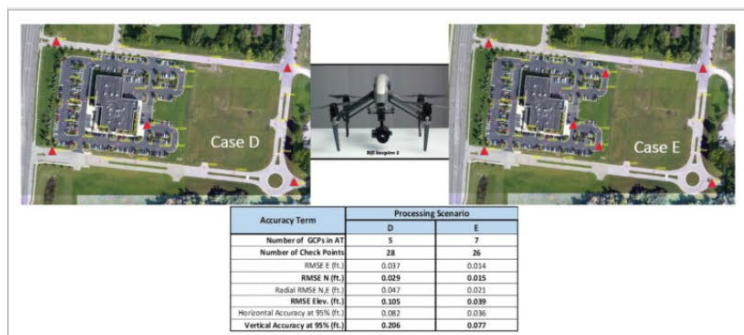 Case D
Case E
Accuracy Term Processing Scenario
D E
Number of GCPs in AT 5 7
Number of Check Points 28 26
RMSE E (ft.) 0.037 0.014
RMSE N (ft.) 0.029 0.015
Radial RMSE N,E (ft.) 0.047 0.021
RMSE Elev. (ft.) 0.105 0.039
Horizontal Accuracy at 95% (ft.) 0.082 0.036
Vertical Accuracy at 95% (ft.) 0.206 0.077